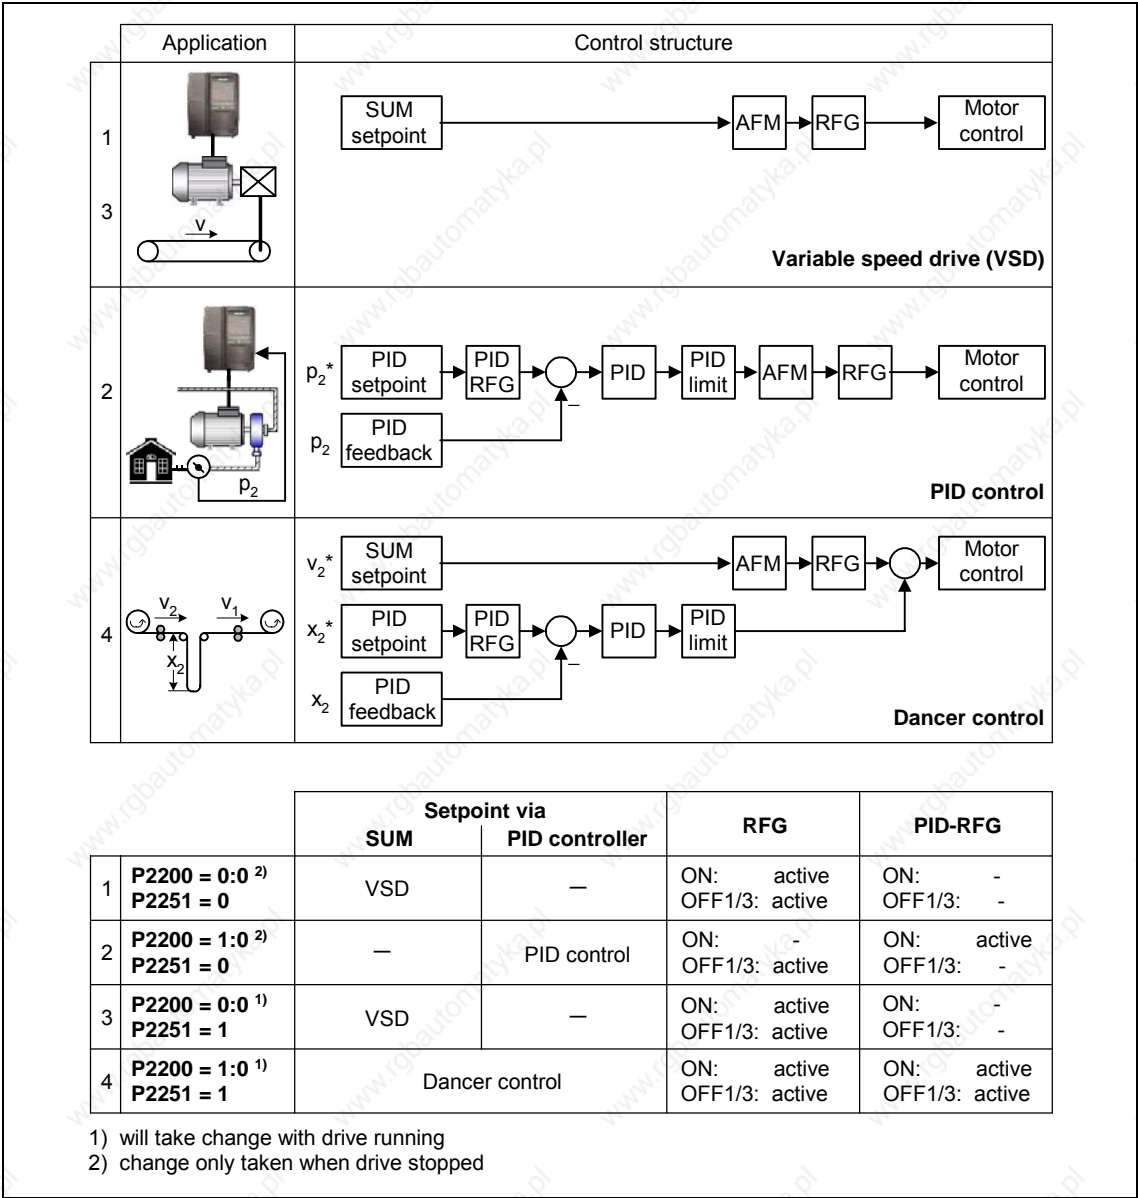 Application
Control structure
1
3
v
SUM
setpoint
AFM
RFG
Motor
control
Variable speed drive (VSD)
2
p2
p2*
PID
setpoint
PID
RFG
PID
PID
limit
AFM
RFG
Motor
control
p2
PID
feedback
–
PID control
4
v2
v1
x2
v2*
SUM
setpoint
AFM
RFG
Motor
control
x2*
PID
setpoint
PID
RFG
PID
PID
limit
–
x2
PID
feedback
Dancer control
Setpoint via
SUM
PID controller
RFG
PID-RFG
1
P2200 = 0:0 2)
P2251 = 0
VSD
–
ON: active
OFF1/3: active
ON: -
OFF1/3: -
2
P2200 = 1:0 2)
P2251 = 0
–
PID control
ON: -
OFF1/3: active
ON: active
OFF1/3: -
3
P2200 = 0:0 1)
P2251 = 1
VSD
–
ON: active
OFF1/3: active
ON: -
OFF1/3: -
4
P2200 = 1:0 1)
P2251 = 1
Dancer control
ON: active
OFF1/3: active
ON: active
OFF1/3: active
1) will take change with drive running
2) change only taken when drive stopped
www.rgbautomatyka.pl